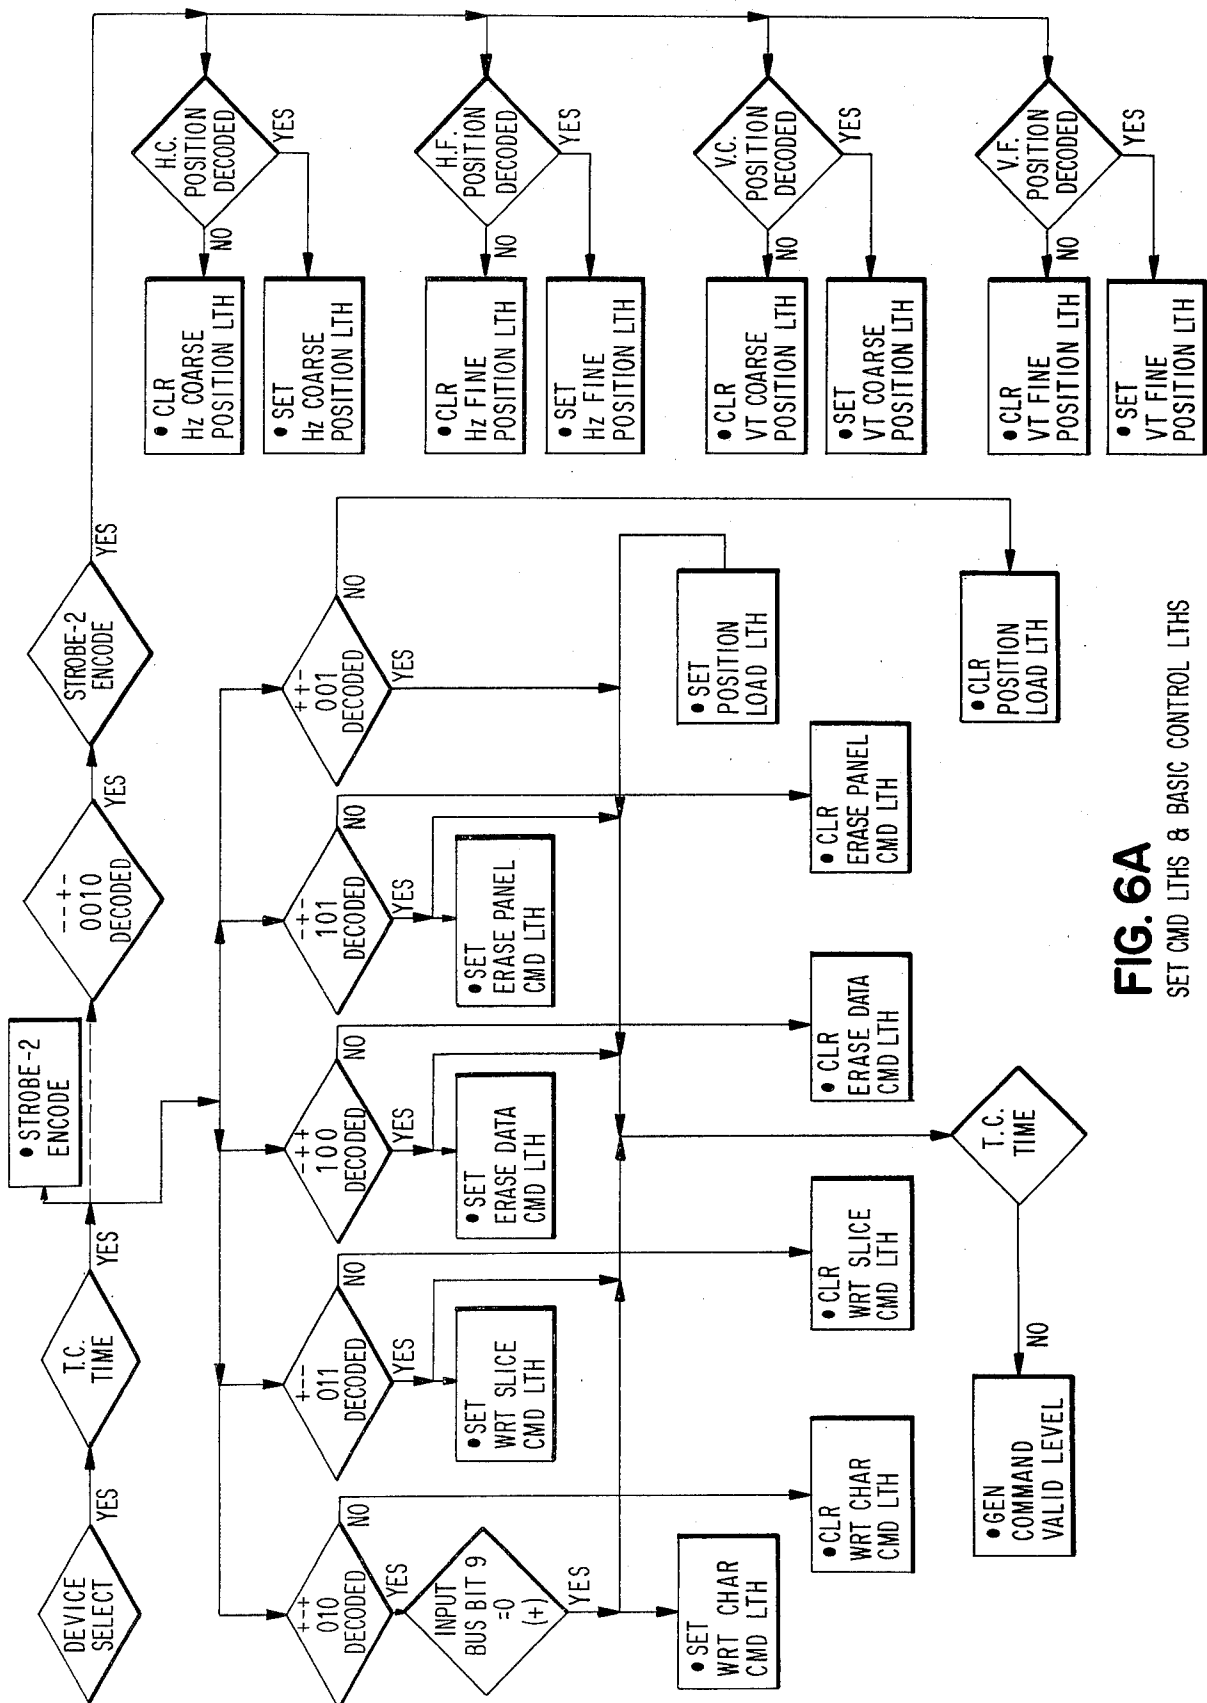 DEVICE
SELECT
YES
T.C.
TIME
YES
● STROBE-2
ENCODE
--+-
0010
DECODED
YES
STROBE-2
ENCODE
YES
+-+
010
DECODED
NO
YES
INPUT
BUS BIT 9
=0
(+)
YES
● SET
WRT CHAR
CMD LTH
● CLR
WRT CHAR
CMD LTH
+--
011
DECODED
NO
YES
● SET
WRT SLICE
CMD LTH
● CLR
WRT SLICE
CMD LTH
-++
100
DECODED
NO
YES
● SET
ERASE DATA
CMD LTH
● CLR
ERASE DATA
CMD LTH
-+-
101
DECODED
NO
YES
● SET
ERASE PANEL
CMD LTH
● CLR
ERASE PANEL
CMD LTH
++-
001
DECODED
NO
YES
● SET
POSITION
LOAD LTH
● CLR
POSITION
LOAD LTH
T.C.
TIME
NO
● GEN
COMMAND
VALID LEVEL
H.C.
POSITION
DECODED
NO
YES
● CLR
Hz COARSE
POSITION LTH
● SET
Hz COARSE
POSITION LTH
H.F.
POSITION
DECODED
NO
YES
● CLR
Hz FINE
POSITION LTH
● SET
Hz FINE
POSITION LTH
V.C.
POSITION
DECODED
NO
YES
● CLR
VT COARSE
POSITION LTH
● SET
VT COARSE
POSITION LTH
V.F.
POSITION
DECODED
NO
YES
● CLR
VT FINE
POSITION LTH
● SET
VT FINE
POSITION LTH
FIG. 6A
SET CMD LTHS & BASIC CONTROL LTHS